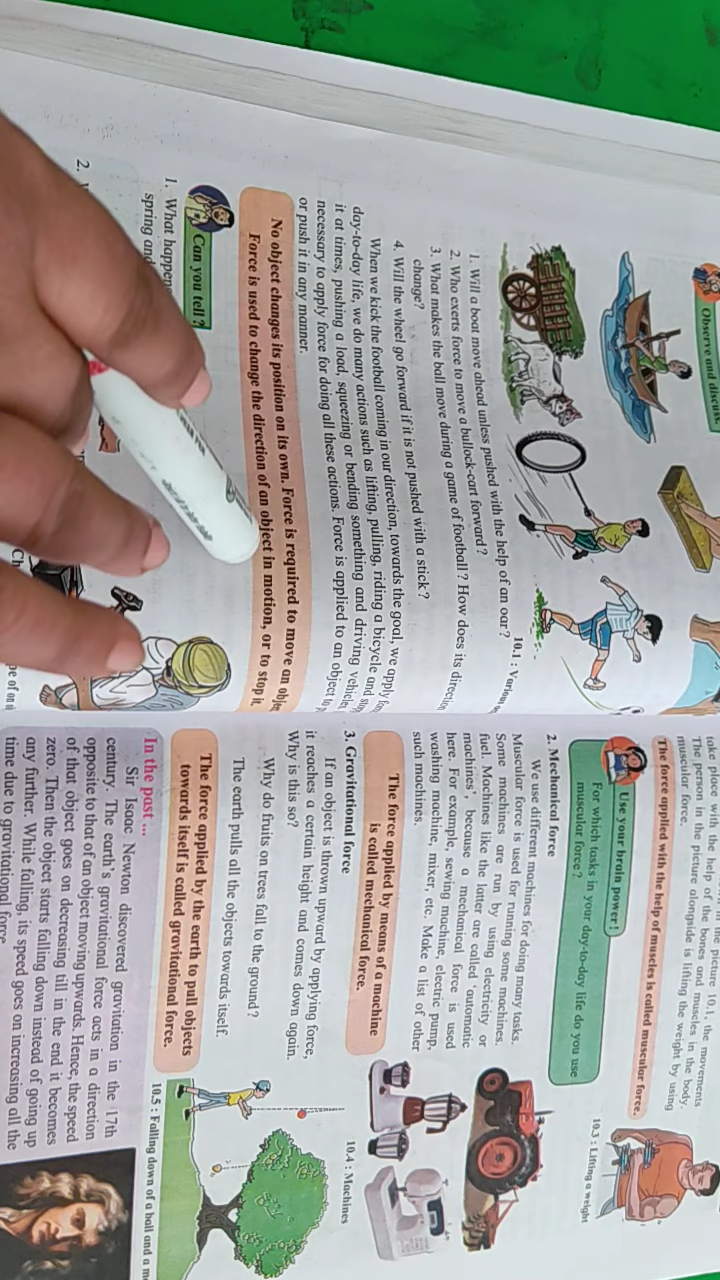 Observe and discuss.
10.1 : Various
1. Will a boat move ahead unless pushed with the help of an oar?
2. Who exerts force to move a bullock-cart forward?
3. What makes the ball move during a game of football? How does its direction
change?
4. Will the wheel go forward if it is not pushed with a stick?
When we kick the football coming in our direction, towards the goal, we apply
day-to-day life, we do many actions such as lifting, pulling, riding a bicycle and
it at times, pushing a load, squeezing or bending something and driving vehicles
necessary to apply force for doing all these actions. Force is applied to an object to
or push it in any manner.
No object changes its position on its own. Force is required to move an
Force is used to change the direction of an object in motion, or to stop it.
Can you tell?
1. What happens
spring and
2.
the picture 10.1, the movements
take place with the help of the bones and muscles in the body.
The person in the picture alongside is lifting the weight by using
muscular force.
The force applied with the help of muscles is called muscular force.
10.3 : Lifting a weight
Use your brain power!
For which tasks in your day-to-day life do you use
muscular force?
2. Mechanical force
We use different machines for doing many tasks.
Muscular force is used for running some machines.
Some machines are run by using electricity or
fuel. Machines like the latter are called 'automatic
machines', because a mechanical force is used
here. For example, sewing machine, electric pump,
washing machine, mixer, etc. Make a list of other
such machines.
The force applied by means of a machine
is called mechanical force.
10.4 : Machines
3. Gravitational force
If an object is thrown upward by applying force,
it reaches a certain height and comes down again.
Why is this so?
Why do fruits on trees fall to the ground?
The earth pulls all the objects towards itself.
The force applied by the earth to pull objects
towards itself is called gravitational force.
10.5 : Falling down of a ball and a
In the past ...
Sir Isaac Newton discovered gravitation in the 17th
century. The earth's gravitational force acts in a direction
opposite to that of an object moving upwards. Hence, the speed
of that object goes on decreasing till in the end it becomes
zero. Then the object starts falling down instead of going up
any further. While falling, its speed goes on increasing all the
time due to gravitational force